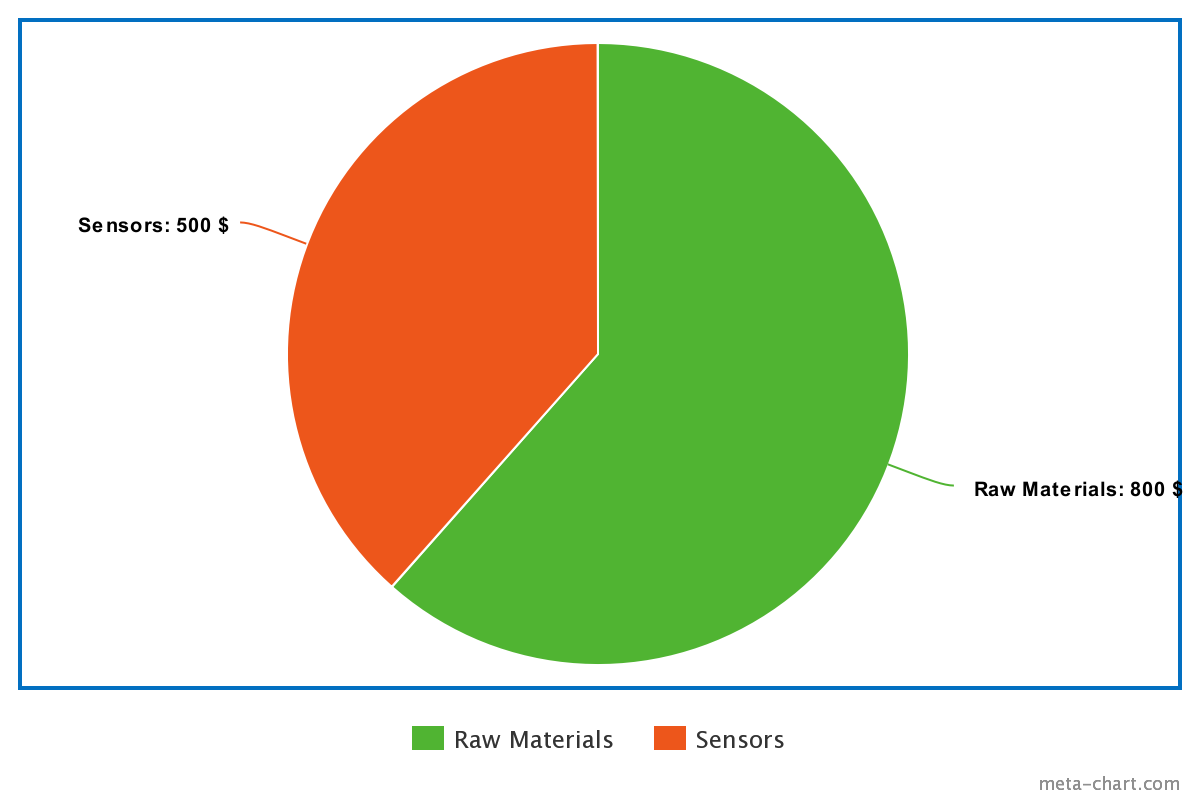 Sensors: 500 $
Raw Materials: 800 $
Raw Materials
Sensors
meta-chart.com